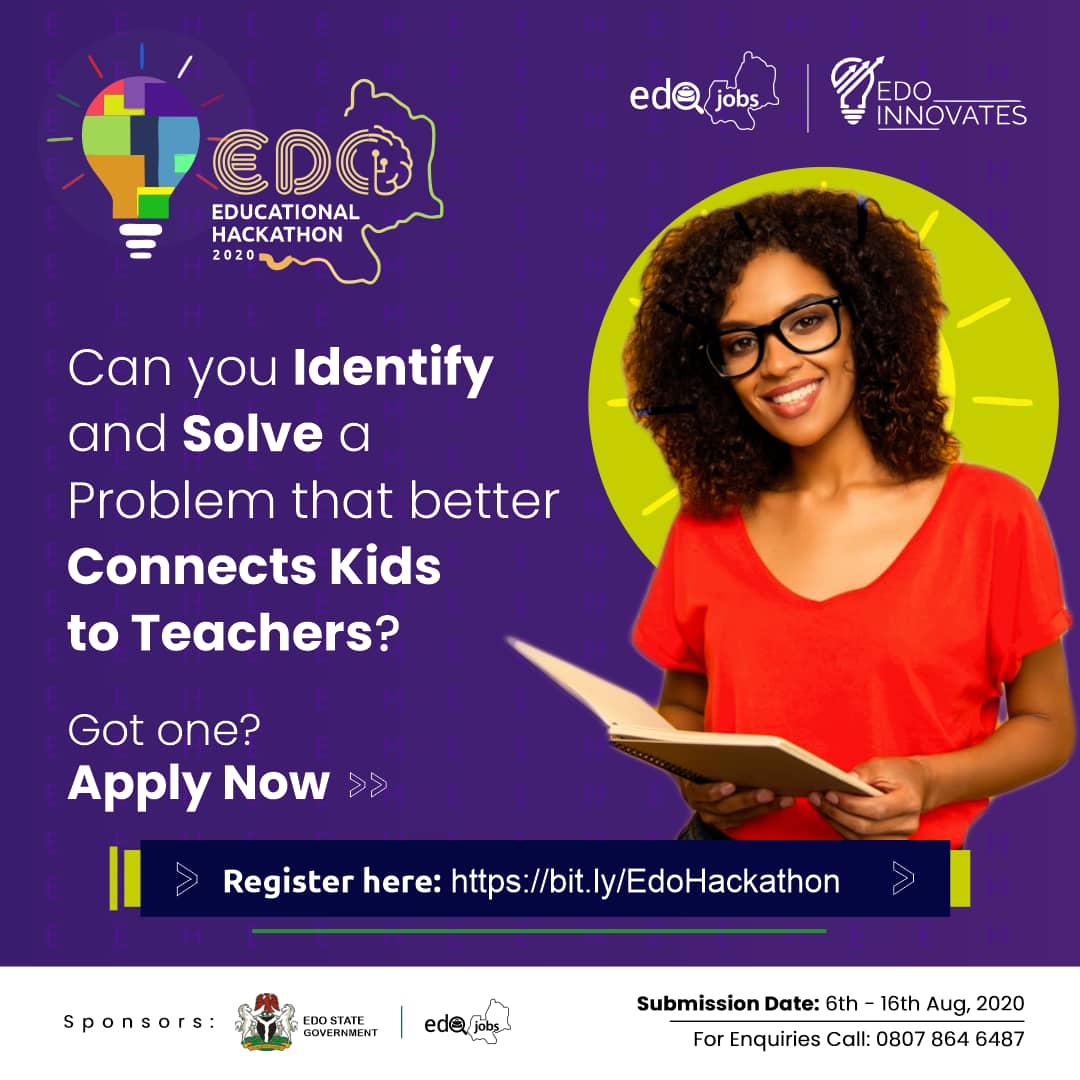 EDO
EDUCATIONAL
HACKATHON
2020
edo jobs
EDO
INNOVATES
Can you Identify
and Solve a
Problem that better
Connects Kids
to Teachers?
Got one?
Apply Now >>
> Register here: https://bit.ly/EdoHackathon >
Sponsors:
EDO STATE
GOVERNMENT
edo jobs
Submission Date: 6th - 16th Aug, 2020
For Enquiries Call: 0807 864 6487